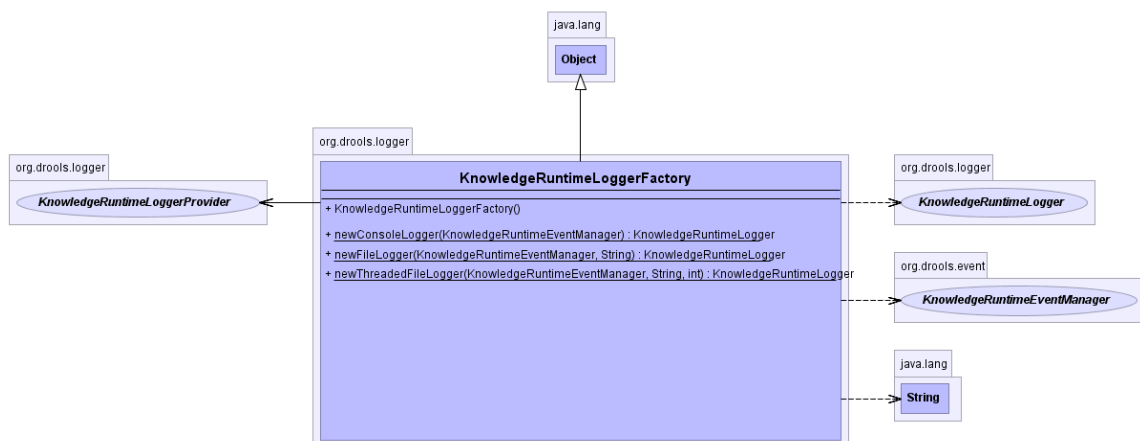 java.lang
Object
org.drools.logger
KnowledgeRuntimeLoggerProvider
org.drools.logger
KnowledgeRuntimeLoggerFactory
+ KnowledgeRuntimeLoggerFactory()
+ newConsoleLogger(KnowledgeRuntimeEventManager) : KnowledgeRuntimeLogger
+ newFileLogger(KnowledgeRuntimeEventManager, String) : KnowledgeRuntimeLogger
+ newThreadedFileLogger(KnowledgeRuntimeEventManager, String, int) : KnowledgeRuntimeLogger
org.drools.logger
KnowledgeRuntimeLogger
org.drools.event
KnowledgeRuntimeEventManager
java.lang
String